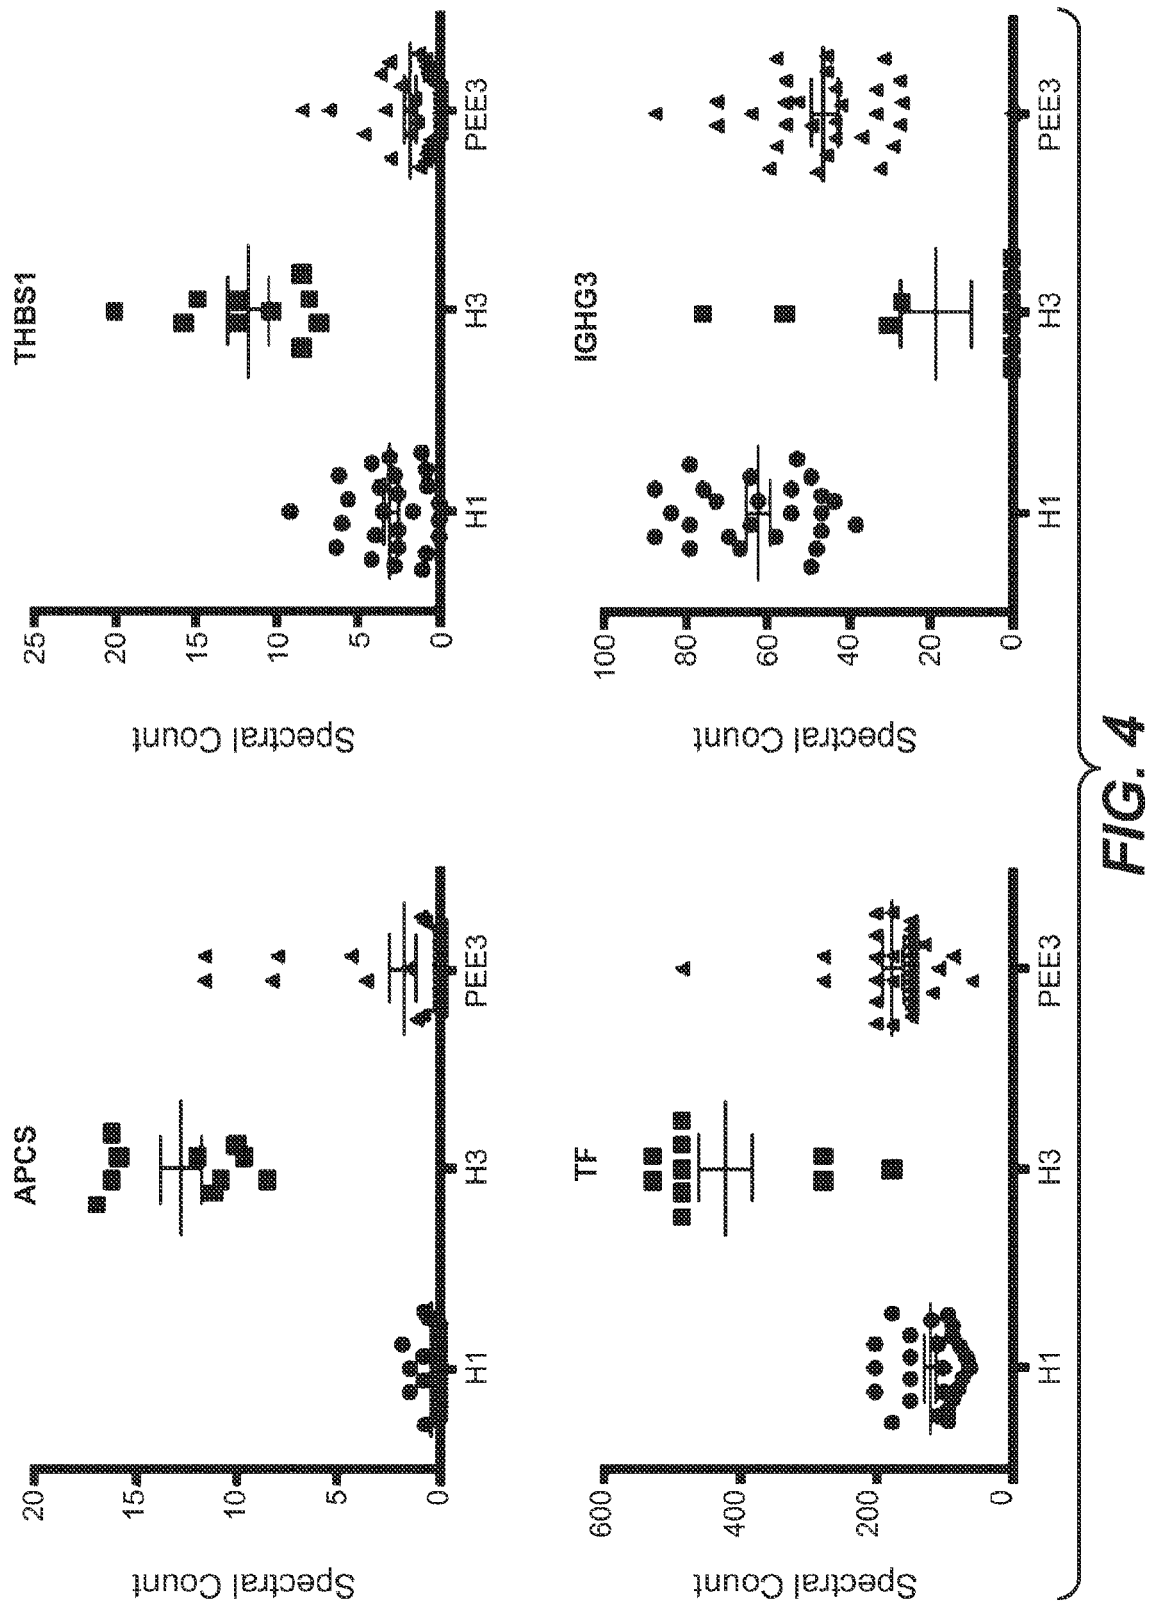 APCS
Spectral Count
20
15
10
5
0
H1
H3
PEE3
THBS1
Spectral Count
25
20
15
10
5
0
H1
H3
PEE3
TF
Spectral Count
600
400
200
0
H1
H3
PEE3
IGHG3
Spectral Count
100
80
60
40
20
0
H1
H3
PEE3
FIG. 4